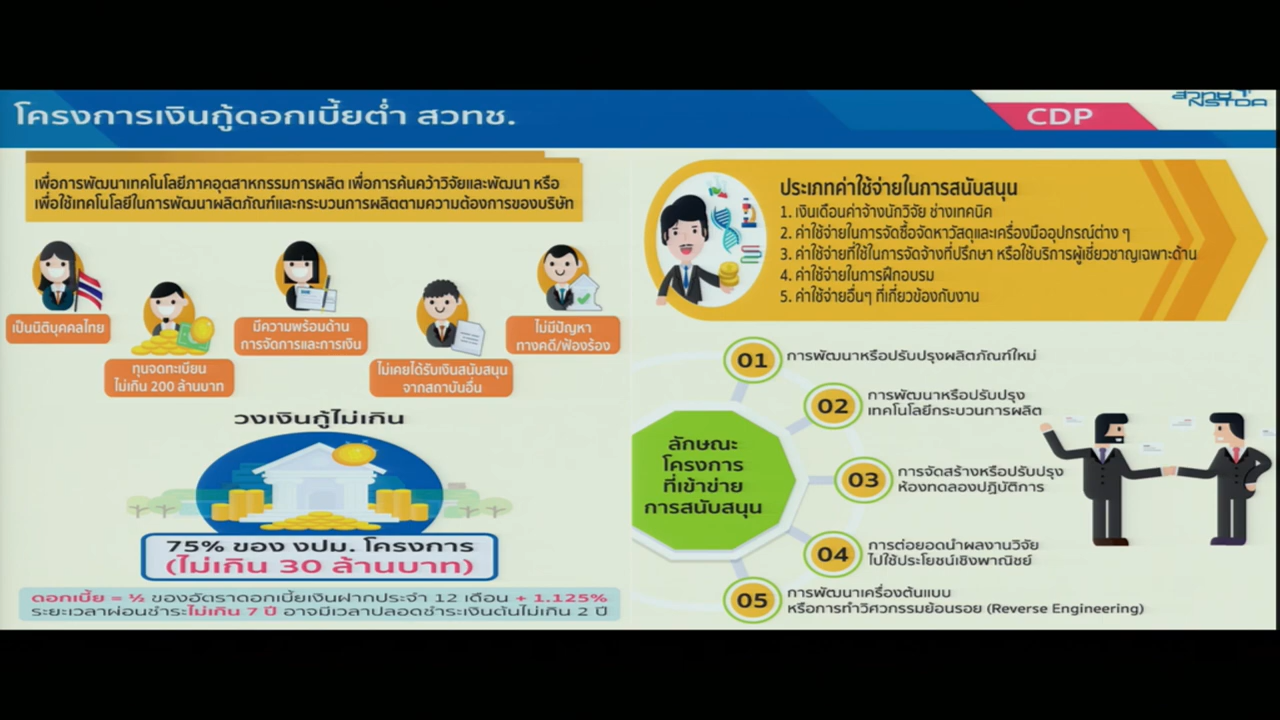 โครงการเงินกู้ดอกเบี้ยต่ำ สวทช.
CDP
NSTDA
เพื่อการพัฒนาเทคโนโลยีภาคอุตสาหกรรมการผลิต เพื่อการค้นคว้าวิจัยและพัฒนา หรือ
เพื่อใช้เทคโนโลยีในการพัฒนาผลิตภัณฑ์และกระบวนการผลิตตามความต้องการของบริษัท
เป็นนิติบุคคลไทย
ทุนจดทะเบียน
ไม่เกิน 200 ล้านบาท
มีความพร้อมด้าน
การจัดการและการเงิน
ไม่เคยได้รับเงินสนับสนุน
จากสถาบันอื่น
ไม่มีปัญหา
ทางคดี/ฟ้องร้อง
วงเงินกู้ไม่เกิน
75% ของ งปม. โครงการ
(ไม่เกิน 30 ล้านบาท)
ดอกเบี้ย = ½ ของอัตราดอกเบี้ยเงินฝากประจำ 12 เดือน + 1.125%
ระยะเวลาผ่อนชำระไม่เกิน 7 ปี อาจมีเวลาปลอดชำระเงินต้นไม่เกิน 2 ปี
ประเภทค่าใช้จ่ายในการสนับสนุน
1. เงินเดือนค่าจ้างนักวิจัย ช่างเทคนิค
2. ค่าใช้จ่ายในการจัดซื้อจัดหาวัสดุและเครื่องมืออุปกรณ์ต่าง ๆ
3. ค่าใช้จ่ายที่ใช้ในการจัดจ้างที่ปรึกษา หรือใช้บริการผู้เชี่ยวชาญเฉพาะด้าน
4. ค่าใช้จ่ายในการฝึกอบรม
5. ค่าใช้จ่ายอื่นๆ ที่เกี่ยวข้องกับงาน
ลักษณะ
โครงการ
ที่เข้าข่าย
การสนับสนุน
01 การพัฒนาหรือปรับปรุงผลิตภัณฑ์ใหม่
02 การพัฒนาหรือปรับปรุง
เทคโนโลยีกระบวนการผลิต
03 การจัดสร้างหรือปรับปรุง
ห้องทดลองปฏิบัติการ
04 การต่อยอดนำผลงานวิจัย
ไปใช้ประโยชน์เชิงพาณิชย์
05 การพัฒนาเครื่องต้นแบบ
หรือการทำวิศวกรรมย้อนรอย (Reverse Engineering)